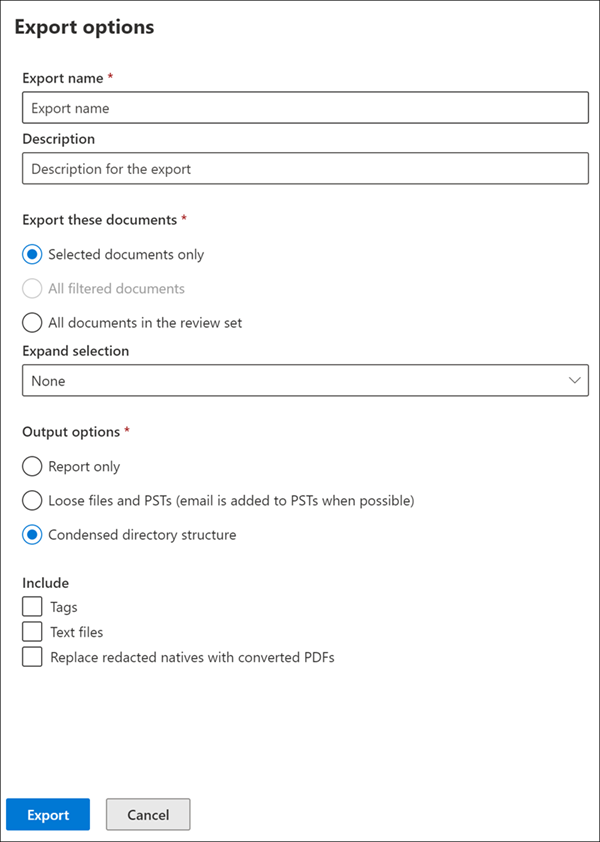 Export options
Export name *
Export name
Description
Description for the export
Export these documents *
Selected documents only
All filtered documents
All documents in the review set
Expand selection
None
Output options *
Report only
Loose files and PSTs (email is added to PSTs when possible)
Condensed directory structure
Include
Tags
Text files
Replace redacted natives with converted PDFs
Export Cancel